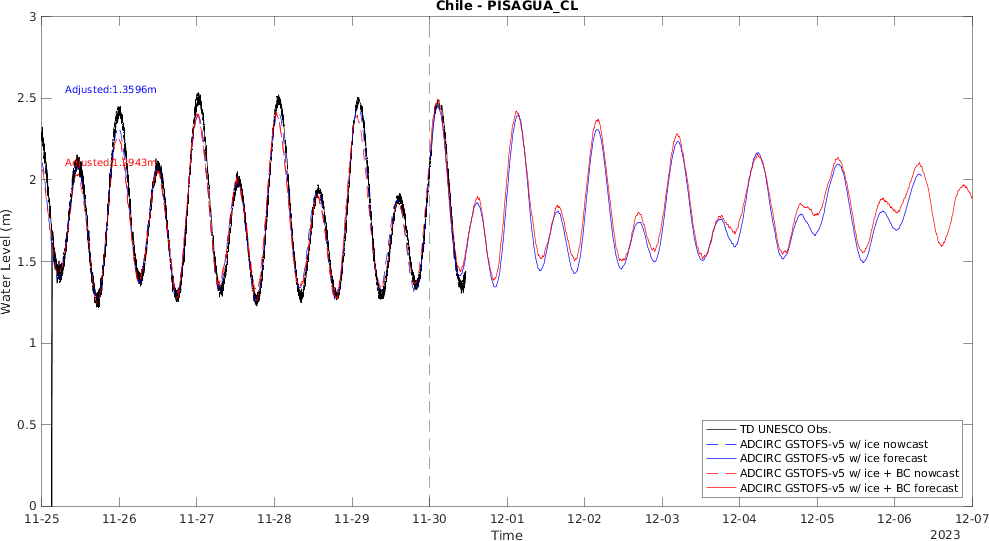 Chile - PISAGUA_CL
3
2.5
2
1.5
1
0.5
0
Water Level (m)
Adjusted:1.3596m
11-25
11-26
11-27
11-28
11-29
11-30
12-01
12-02
12-03
12-04
12-05
12-06
12-07
Time
2023
TD UNESCO Obs.
ADCIRC GSTOFS-v5 w/ ice nowcast
ADCIRC GSTOFS-v5 w/ ice forecast
ADCIRC GSTOFS-v5 w/ ice + BC nowcast
ADCIRC GSTOFS-v5 w/ ice + BC forecast